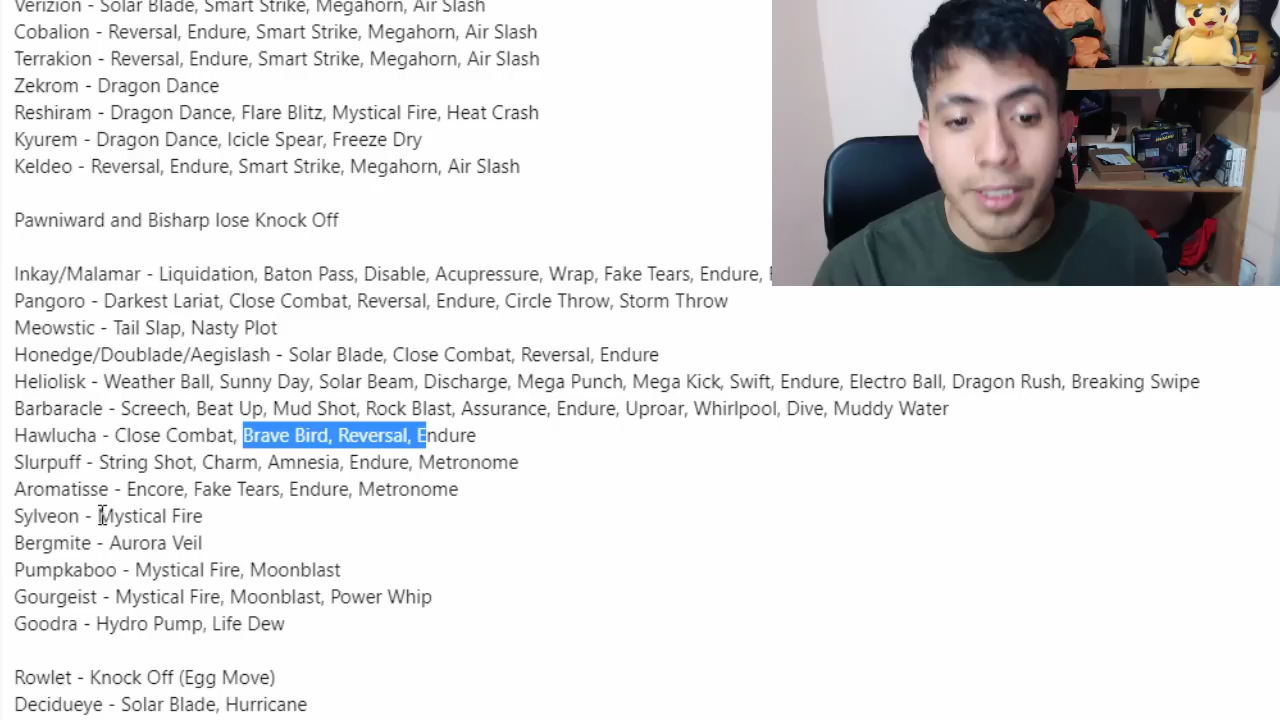 Verizion - Solar Blade, Smart Strike, Megahorn, Air Slash
Cobalion - Reversal, Endure, Smart Strike, Megahorn, Air Slash
Terrakion - Reversal, Endure, Smart Strike, Megahorn, Air Slash
Zekrom - Dragon Dance
Reshiram - Dragon Dance, Flare Blitz, Mystical Fire, Heat Crash
Kyurem - Dragon Dance, Icicle Spear, Freeze Dry
Keldeo - Reversal, Endure, Smart Strike, Megahorn, Air Slash
Pawniward and Bisharp lose Knock Off
Inkay/Malamar - Liquidation, Baton Pass, Disable, Acupressure, Wrap, Fake Tears, Endure,
Pangoro - Darkest Lariat, Close Combat, Reversal, Endure, Circle Throw, Storm Throw
Meowstic - Tail Slap, Nasty Plot
Honedge/Doublade/Aegislash - Solar Blade, Close Combat, Reversal, Endure
Heliolisk - Weather Ball, Sunny Day, Solar Beam, Discharge, Mega Punch, Mega Kick, Swift, Endure, Electro Ball, Dragon Rush, Breaking Swipe
Barbaracle - Screech, Beat Up, Mud Shot, Rock Blast, Assurance, Endure, Uproar, Whirlpool, Dive, Muddy Water
Hawlucha - Close Combat, Brave Bird, Reversal, Endure
Slurpuff - String Shot, Charm, Amnesia, Endure, Metronome
Aromatisse - Encore, Fake Tears, Endure, Metronome
Sylveon - Mystical Fire
Bergmite - Aurora Veil
Pumpkaboo - Mystical Fire, Moonblast
Gourgeist - Mystical Fire, Moonblast, Power Whip
Goodra - Hydro Pump, Life Dew
Rowlet - Knock Off (Egg Move)
Decidueye - Solar Blade, Hurricane